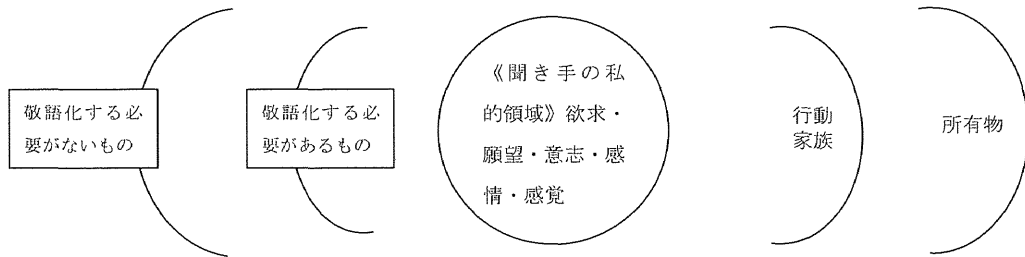 敬語化する必
要がないもの
敬語化する必
要があるもの
《聞き手の私
的領域》欲求・
願望・意志・感
情・感覚
行動
家族
所有物